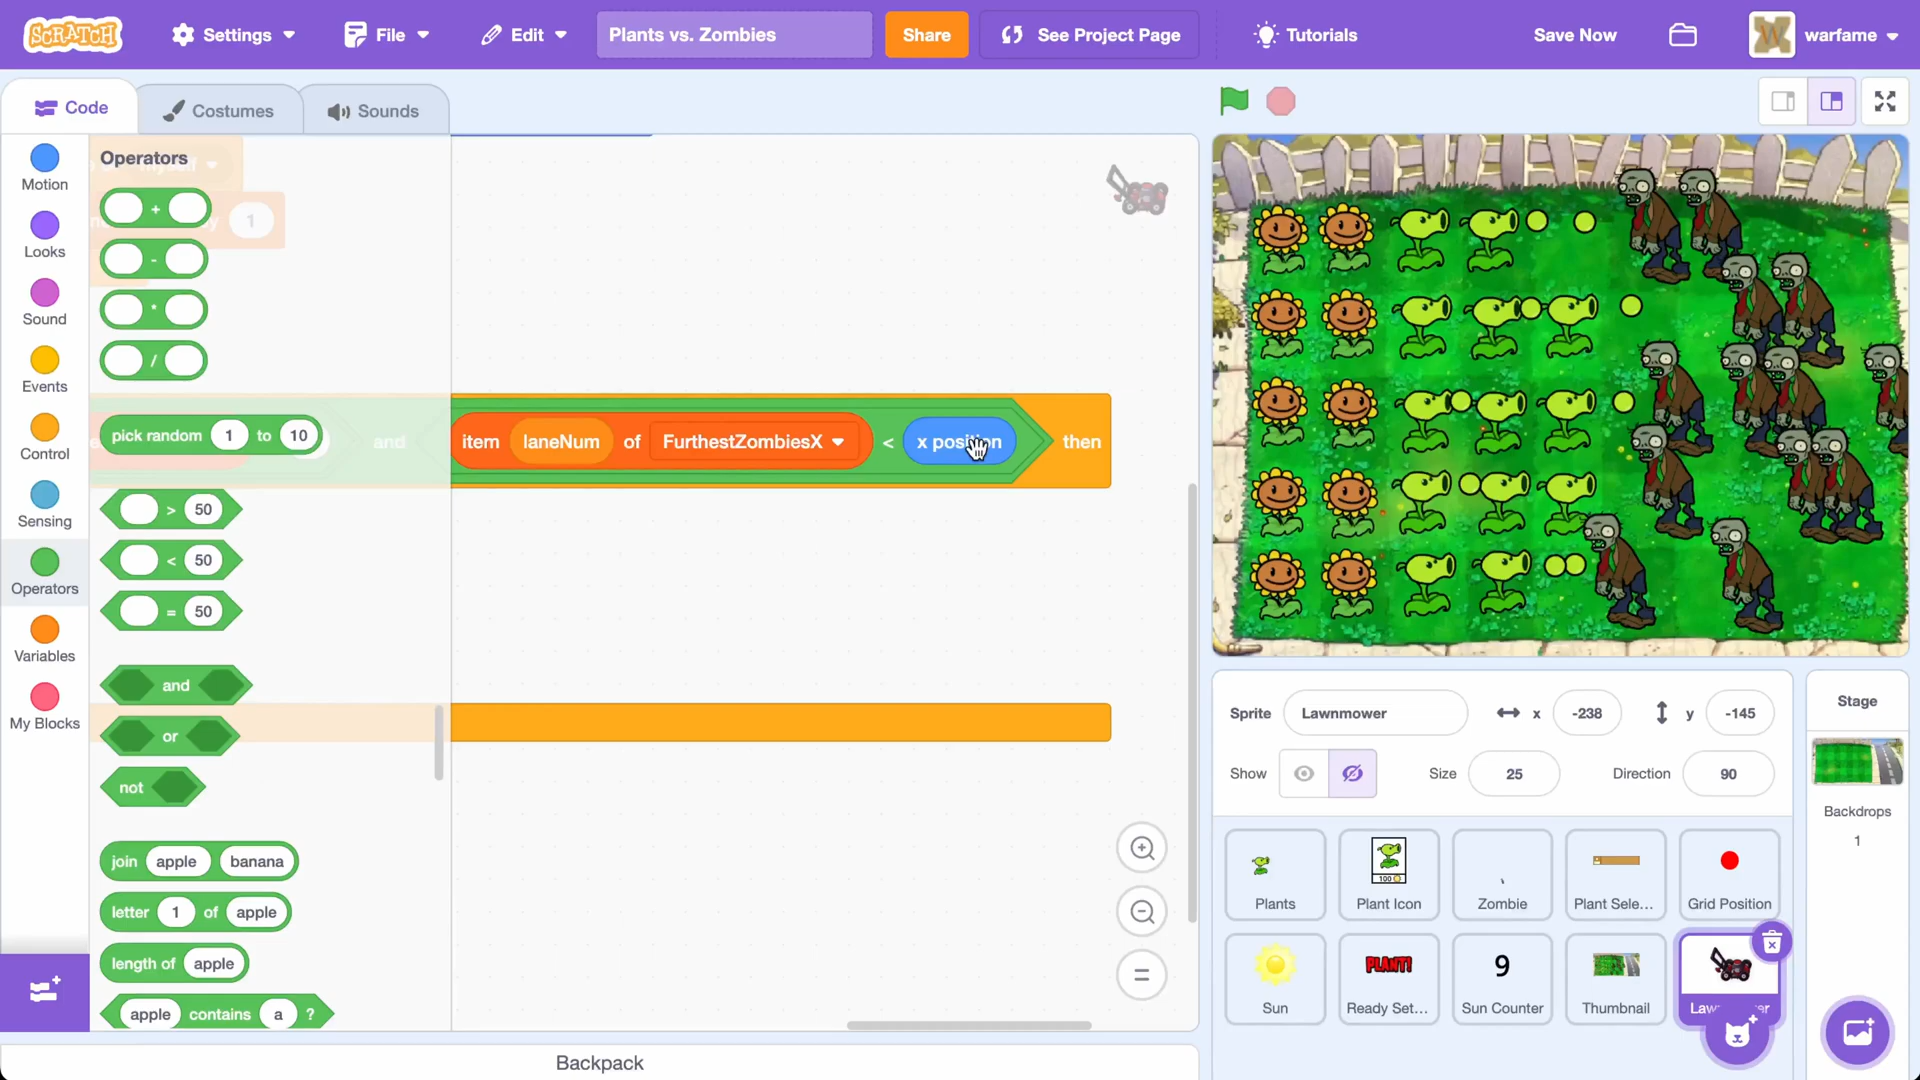 SCRATCH
Settings
File
Edit
Plants vs. Zombies
Share
See Project Page
Tutorials
Save Now
warfame
Code
Costumes
Sounds
Motion
Looks
Sound
Events
Control
Sensing
Operators
Variables
My Blocks
Operators
+
-
*
/
1
pick random 1 to 10
and
item laneNum of FurthestZombiesX < x position then
> 50
< 50
= 50
and
or
not
join apple banana
letter 1 of apple
length of apple
apple contains a ?
Backpack
Sprite Lawnmower
x -238
y -145
Show
Size 25
Direction 90
Plants
Plant Icon
100
Zombie
Plant Sele...
Grid Position
Sun
PLANT!
Ready Set...
9
Sun Counter
Thumbnail
Stage
Backdrops
1